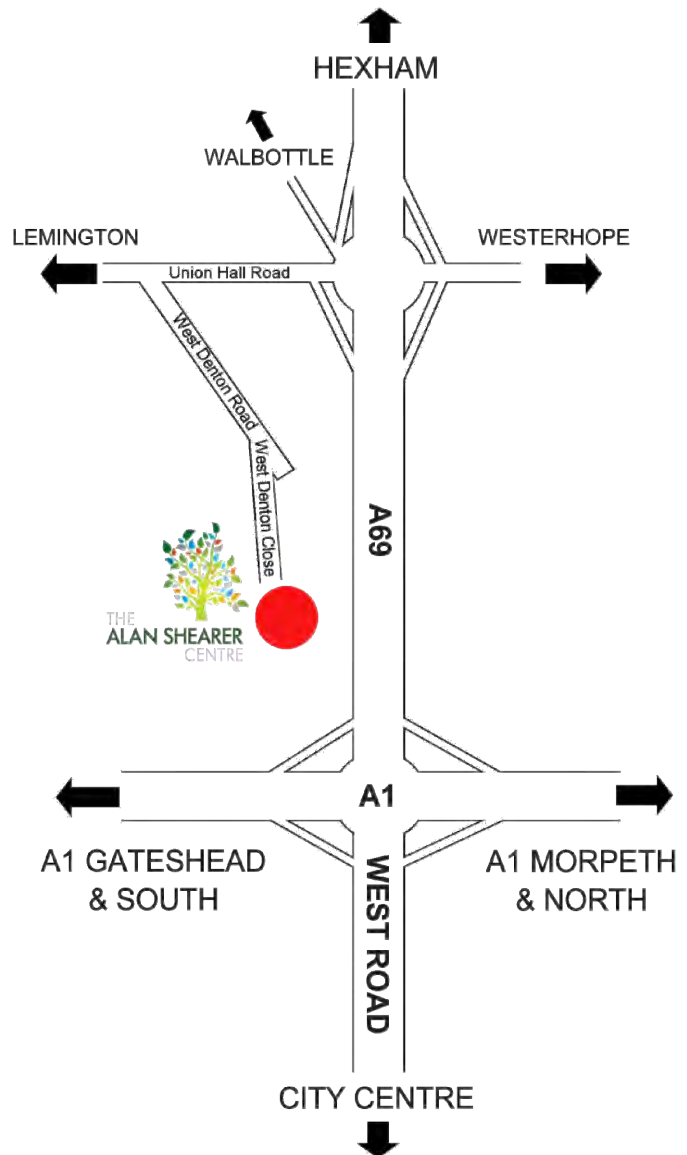 HEXHAM
WALBOTTLE
LEMINGTON
WESTERHOPE
Union Hall Road
West Denton Road
West Denton Close
A69
THE
ALAN SHEARER
CENTRE
A1
A1 GATESHEAD
& SOUTH
A1 MORPETH
& NORTH
WEST ROAD
CITY CENTRE